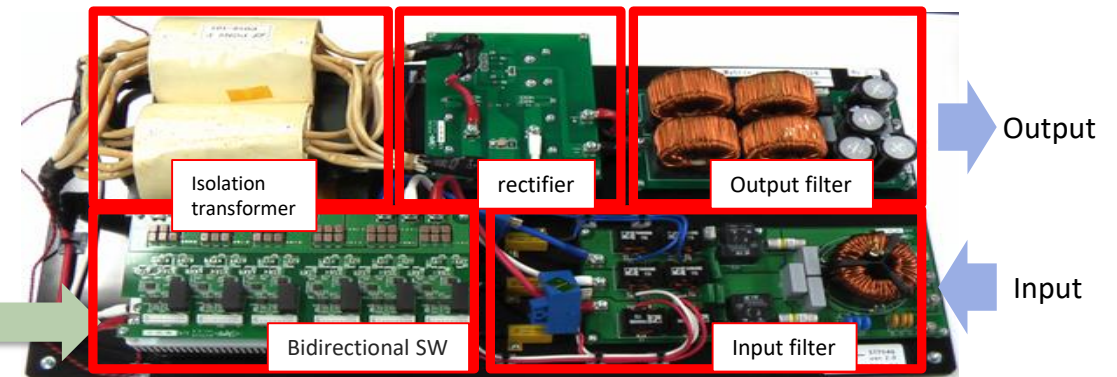 Isolation
transformer
rectifier
Output filter
Output
Bidirectional SW
Input filter
Input